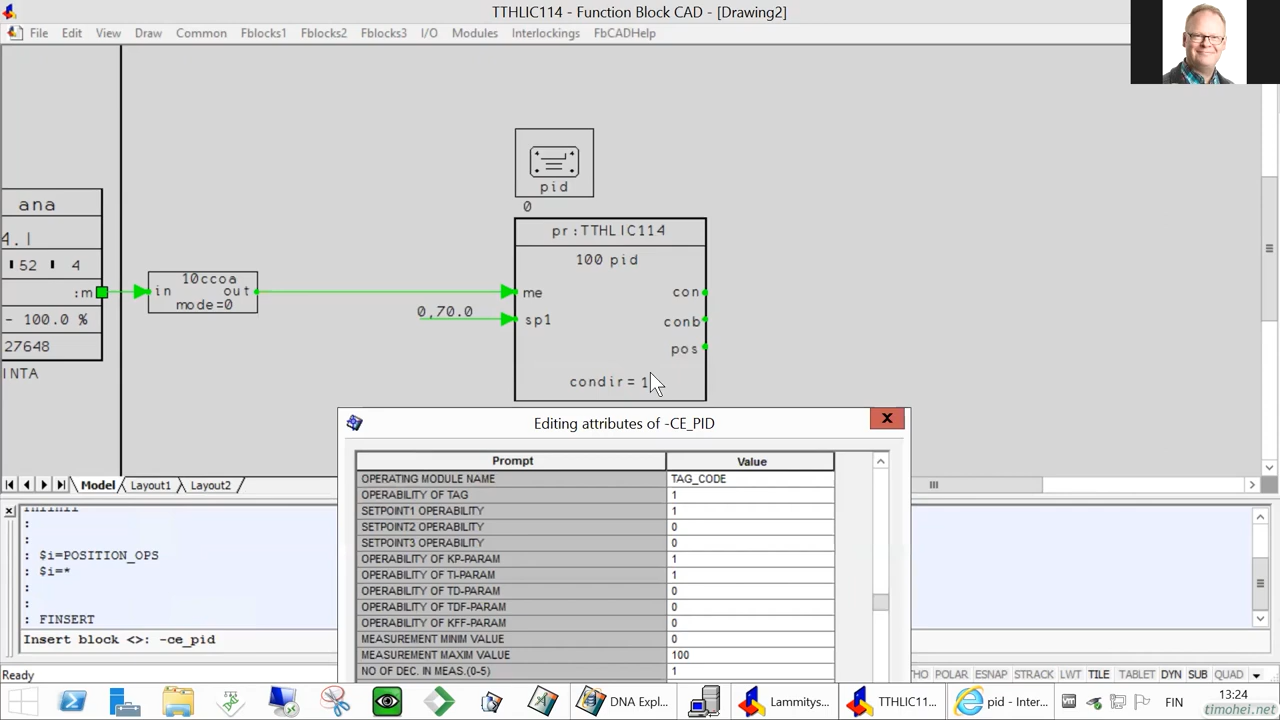 TTHLIC114 - Function Block CAD - [Drawing2]
File Edit View Draw Common Fblocks1 Fblocks2 Fblocks3 I/O Modules Interlockings FbCADHelp
pid
0
ana
4.I
52 4
:m
- 100.0 %
27648
INTA
10ccoa
in out
mode=0
0,70.0
pr:TTHLIC114
100 pid
me con
sp1 conb
pos
condir= 1
Editing attributes of -CE_PID
Prompt Value
OPERATING MODULE NAME TAG_CODE
OPERABILITY OF TAG 1
SETPOINT1 OPERABILITY 1
SETPOINT2 OPERABILITY 0
SETPOINT3 OPERABILITY 0
OPERABILITY OF KP-PARAM 1
OPERABILITY OF TI-PARAM 1
OPERABILITY OF TD-PARAM 0
OPERABILITY OF TDF-PARAM 0
OPERABILITY OF KFF-PARAM 0
MEASUREMENT MINIM VALUE 0
MEASUREMENT MAXIM VALUE 100
NO OF DEC. IN MEAS.(0-5) 1
Model Layout1 Layout2
:
:
: $i=POSITION_OPS
: $i=*
:
:
: FINSERT
Insert block <>: -ce_pid
Ready
POLAR ESNAP STRACK LWT TILE TABLET DYN SUB QUAD
DNA Expl... Lammitys... TTHLIC11... pid - Inter...
FIN
13:24
timohei.net